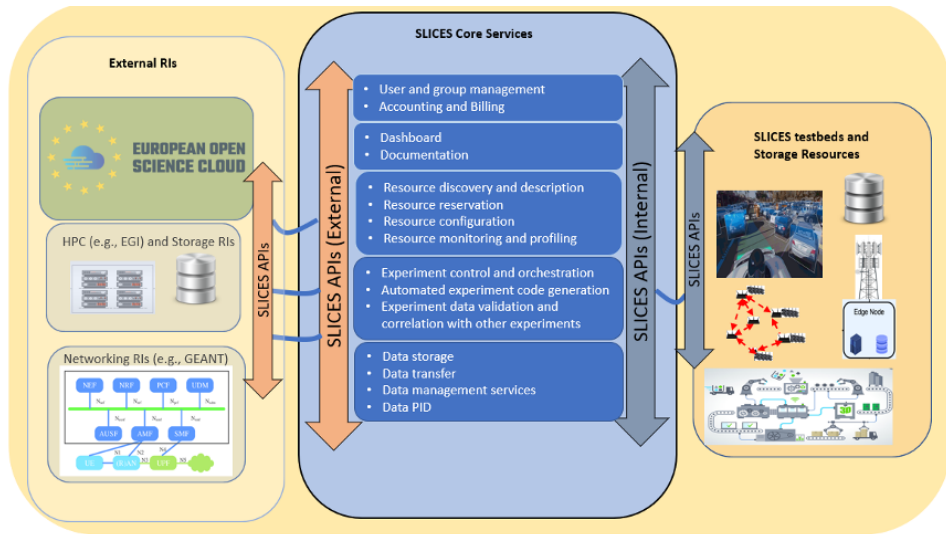 SLICES Core Services
External RIs
EUROPEAN OPEN
SCIENCE CLOUD
HPC (e.g., EGI) and Storage RIs
Networking RIs (e.g., GEANT)
NEF
NRF
PCF
UDM
AUSF
AMF
SMF
N1
N2
N4
UE
UPF
SLICES APIs
SLICES APIs (External)
• User and group management
• Accounting and Billing
• Dashboard
• Documentation
• Resource discovery and description
• Resource reservation
• Resource configuration
• Resource monitoring and profiling
• Experiment control and orchestration
• Automated experiment code generation
• Experiment data validation and
correlation with other experiments
• Data storage
• Data transfer
• Data management services
• Data PID
SLICES APIs (Internal)
SLICES APIs
SLICES testbeds and
Storage Resources
Edge Node